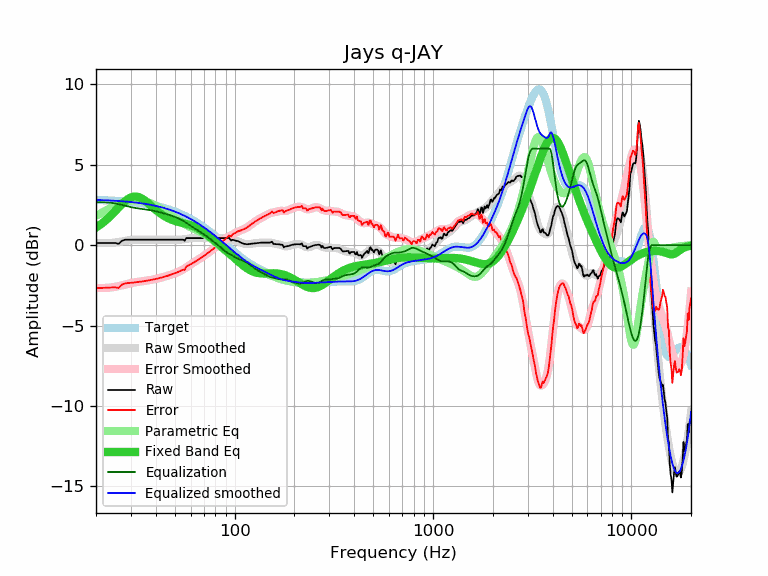 Jays q-JAY
10
5
0
−5
−10
−15
Amplitude (dBr)
Target
Raw Smoothed
Error Smoothed
Raw
Error
Parametric Eq
Fixed Band Eq
Equalization
Equalized smoothed
100 1000 10000
Frequency (Hz)